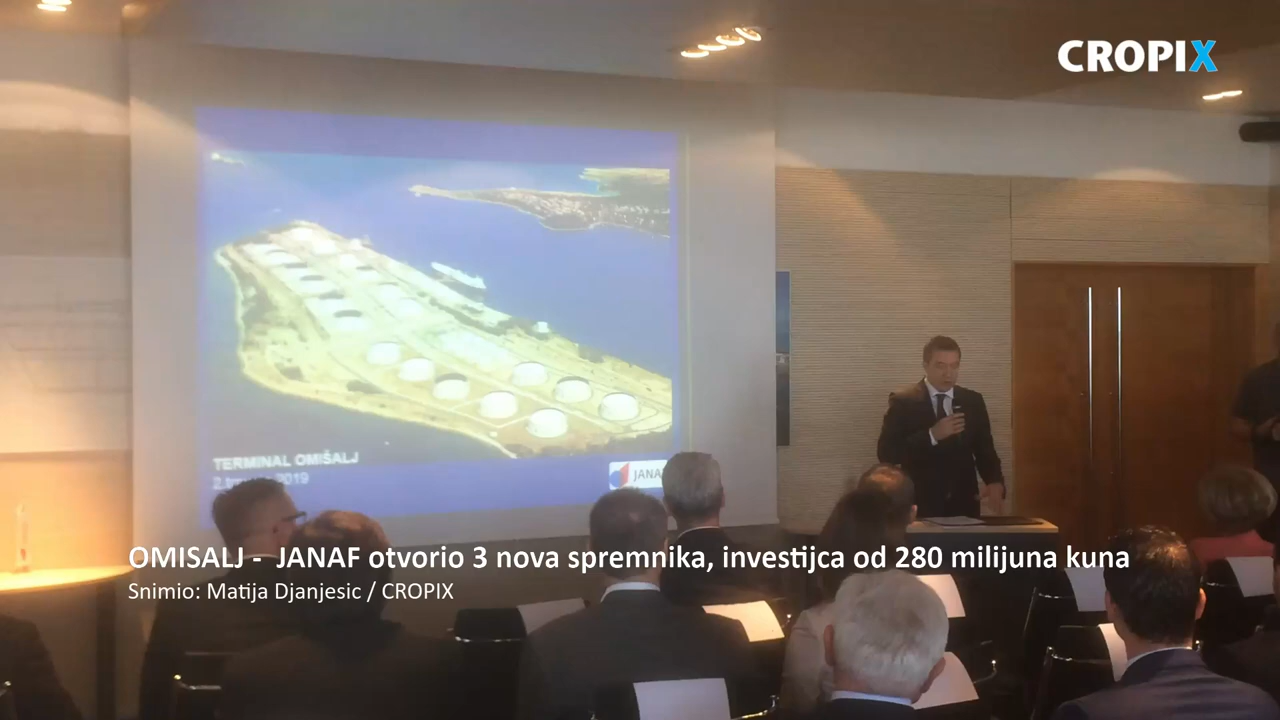 CROPIX
TERMINAL OMIŠALJ
2. 2019
JANAF
OMISALJ - JANAF otvorio 3 nova spremnika, investijca od 280 milijuna kuna
Snimio: Matija Djanjesic / CROPIX